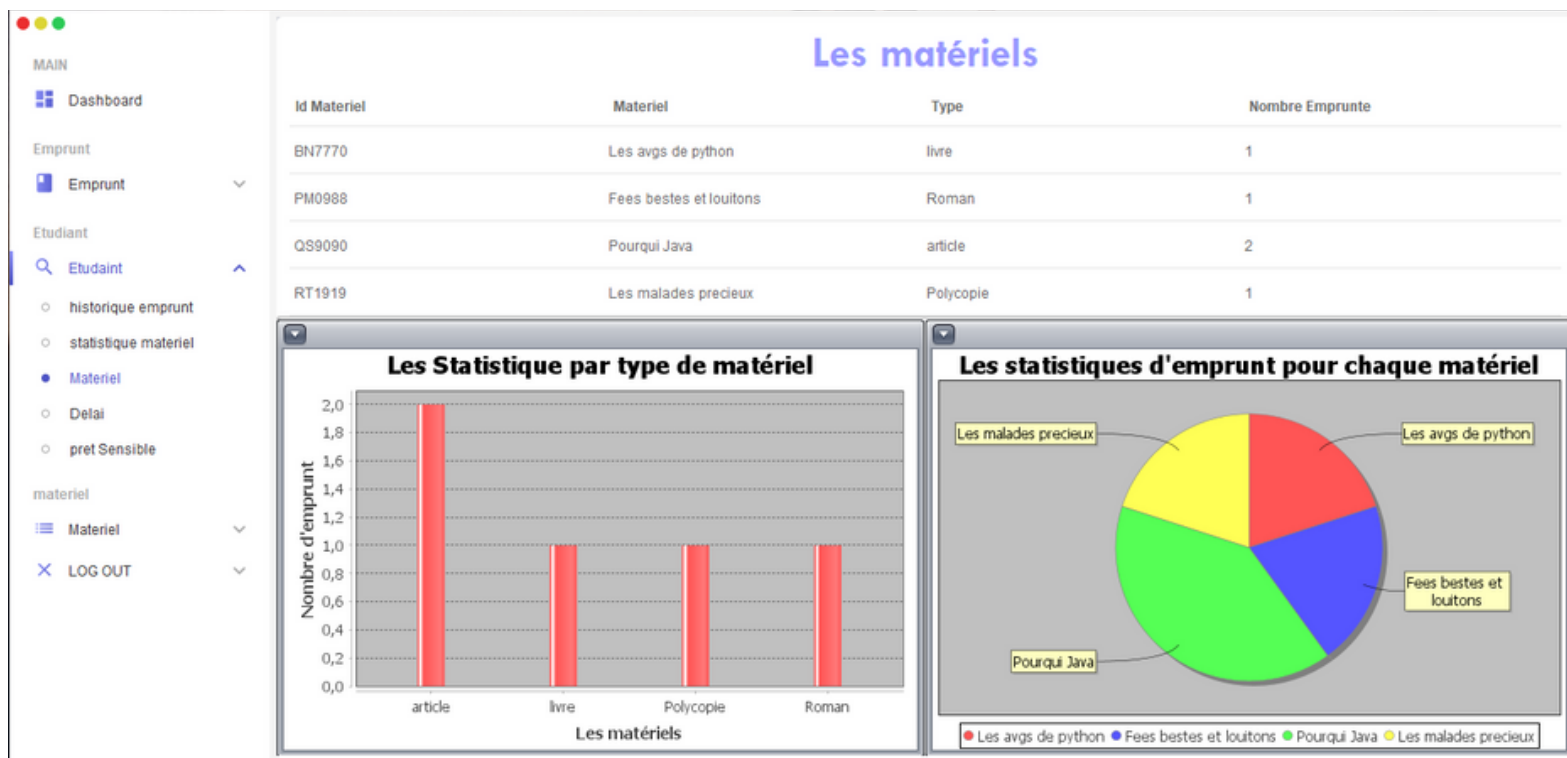 MAIN
Dashboard
Emprunt
Emprunt
Etudiant
Etudaint
historique emprunt
statistique materiel
Materiel
Delai
pret Sensible
materiel
Materiel
LOG OUT
Les matériels
Id Materiel Materiel Type Nombre Emprunte
BN7770 Les avgs de python livre 1
PM0988 Fees bestes et louitons Roman 1
QS9090 Pourqui Java article 2
RT1919 Les malades precieux Polycopie 1
Les Statistique par type de matériel
Nombre d'emprunt
2,0
1,8
1,6
1,4
1,2
1,0
0,8
0,6
0,4
0,2
0,0
article livre Polycopie Roman
Les matériels
Les statistiques d'emprunt pour chaque matériel
Les malades precieux
Les avgs de python
Fees bestes et
louitons
Pourqui Java
Les avgs de python Fees bestes et louitons Pourqui Java Les malades precieux